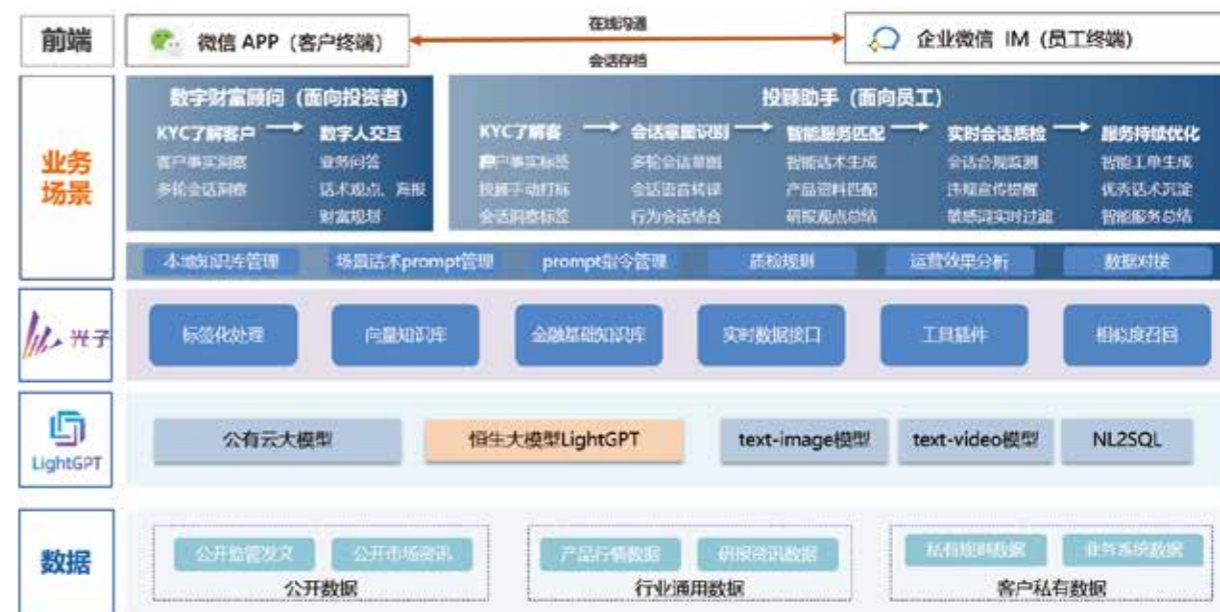 前端
微信 APP（客户终端）
在线沟通
会话存档
企业微信 IM（员工终端）
业务
场景
数字财富顾问（面向投资者）
KYC了解客户
数字人交互
客户事实洞察
业务问答
多轮会话洞察
话术观点、海报
财富规划
投顾助手（面向员工）
KYC了解客
会话意图识别
智能服务匹配
实时会话质检
服务持续优化
客户事实标签
多轮会话意图
智能话术生成
会话合规监测
智能工单生成
投顾手动打标
会话语言转译
产品资料匹配
违规宣传提醒
优秀话术沉淀
会话洞察标签
行为会话结合
研报观点总结
敏感词实时过滤
智能服务总结
本地知识库管理
场景话术prompt管理
prompt指令管理
质检规则
运营效果分析
数据对接
光子
标签化处理
向量知识库
金融基础知识库
实时数据接口
工具插件
相似度召回
LightGPT
公有云大模型
恒生大模型LightGPT
text-image模型
text-video模型
NL2SQL
数据
公开监管发文
公开市场资讯
公开数据
产品行情数据
研报资讯数据
行业通用数据
私有规则数据
业务系统数据
客户私有数据